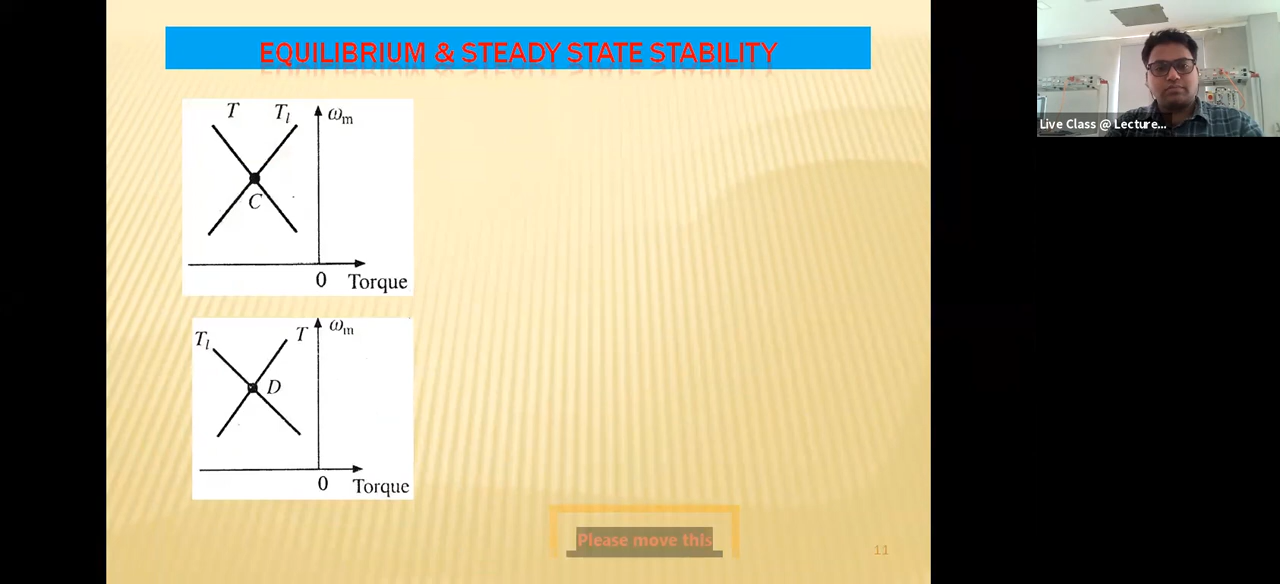 EQUILIBRIUM & STEADY STATE STABILITY
T
Tl
ωm
C
0
Torque
Tl
T
ωm
D
0
Torque
Please move this
11
Live Class @ Lecture...